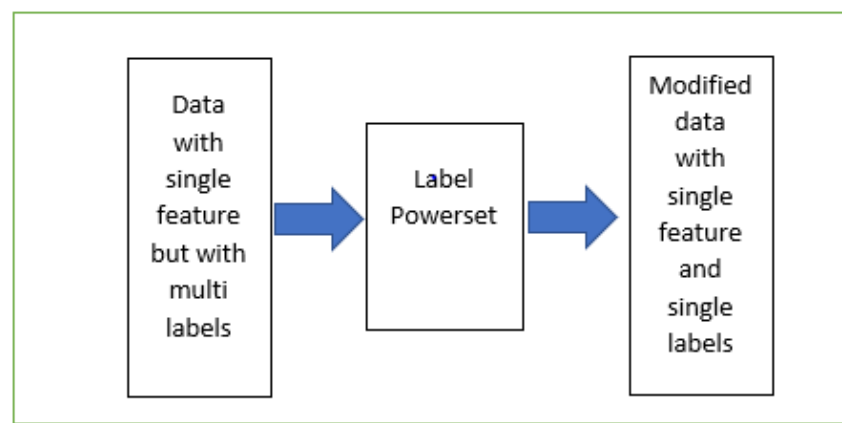 Data
with
single
feature
but with
multi
labels
Label
Powerset
Modified
data
with
single
feature
and
single
labels